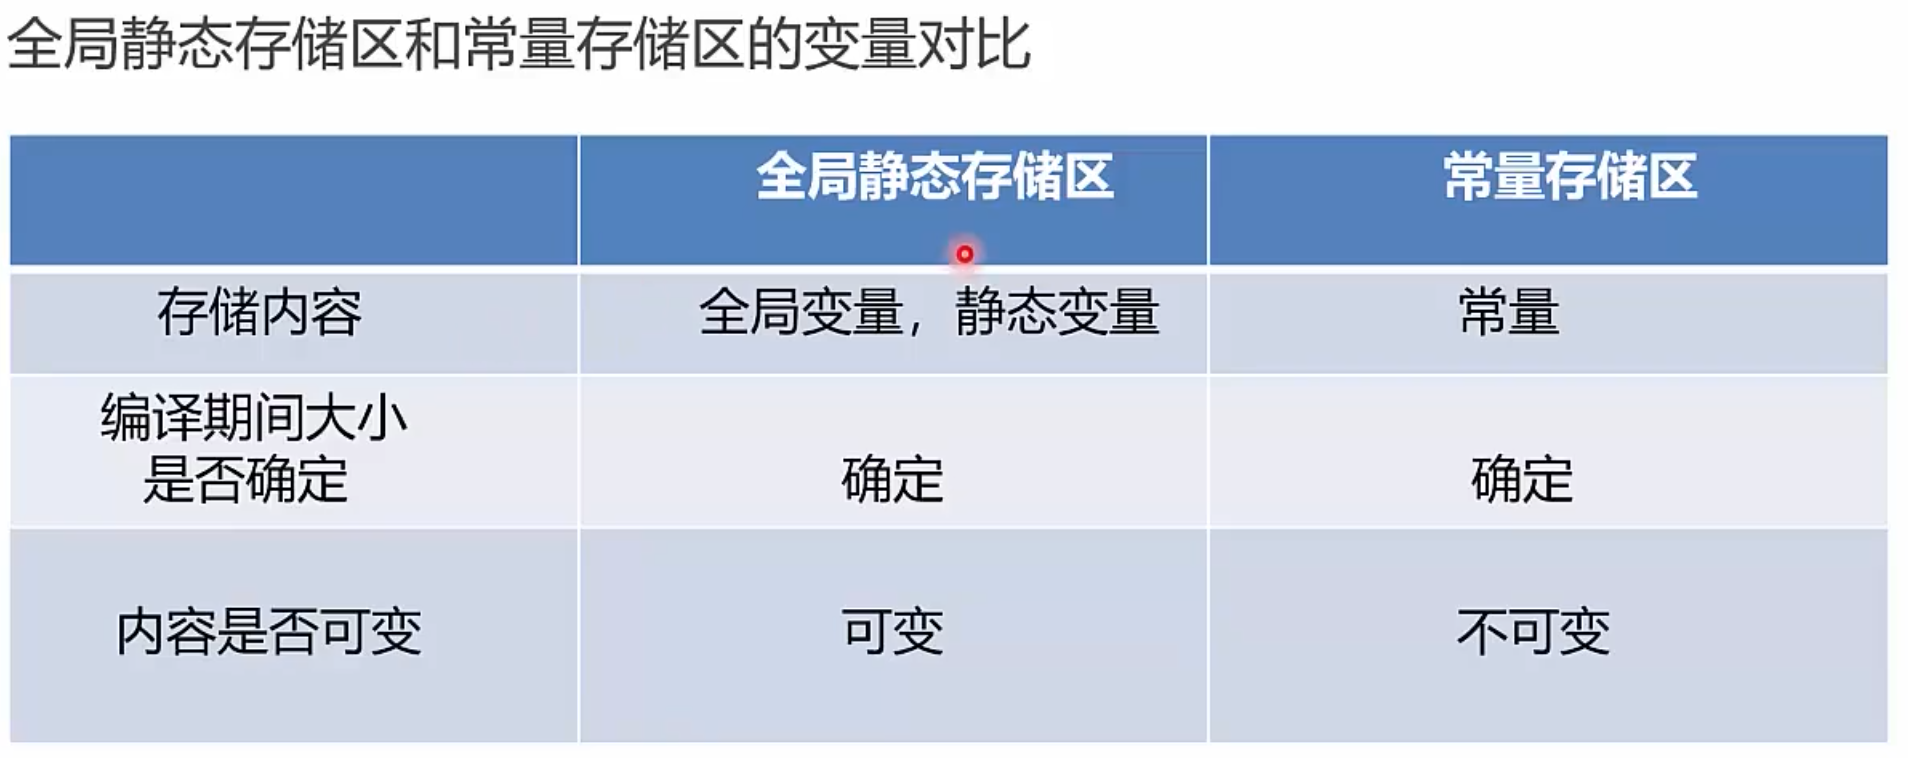 全局静态存储区和常量存储区的变量对比
全局静态存储区
常量存储区
存储内容
全局变量，静态变量
常量
编译期间大小
是否确定
确定
确定
内容是否可变
可变
不可变